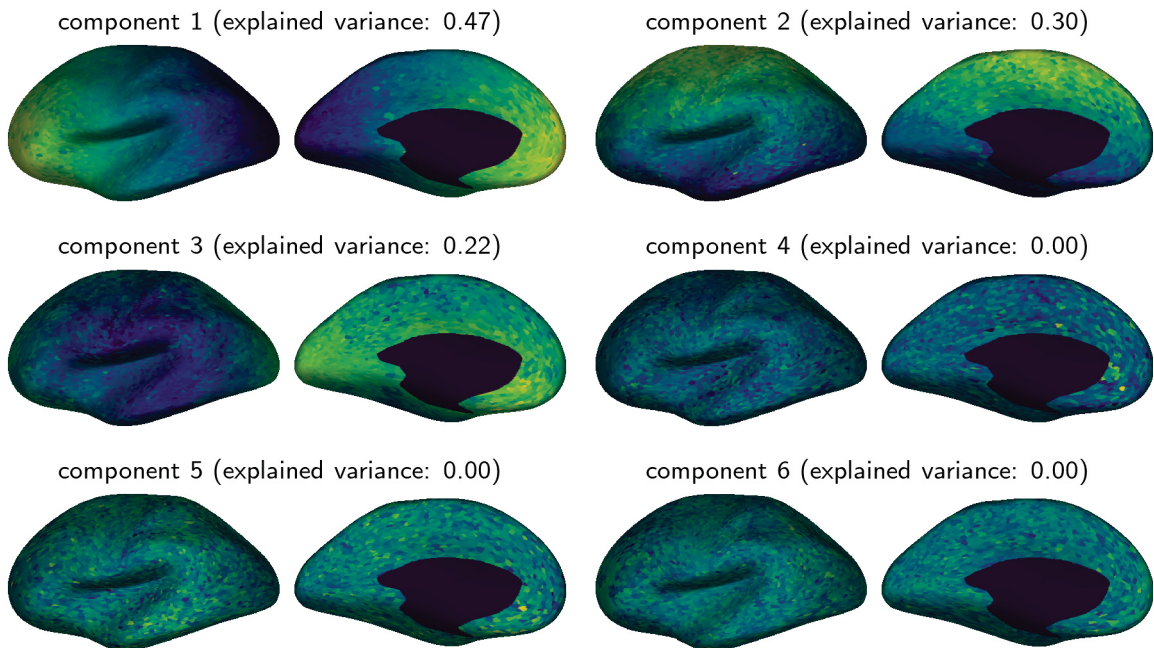 component 1 (explained variance: 0.47)
component 2 (explained variance: 0.30)
component 3 (explained variance: 0.22)
component 4 (explained variance: 0.00)
component 5 (explained variance: 0.00)
component 6 (explained variance: 0.00)